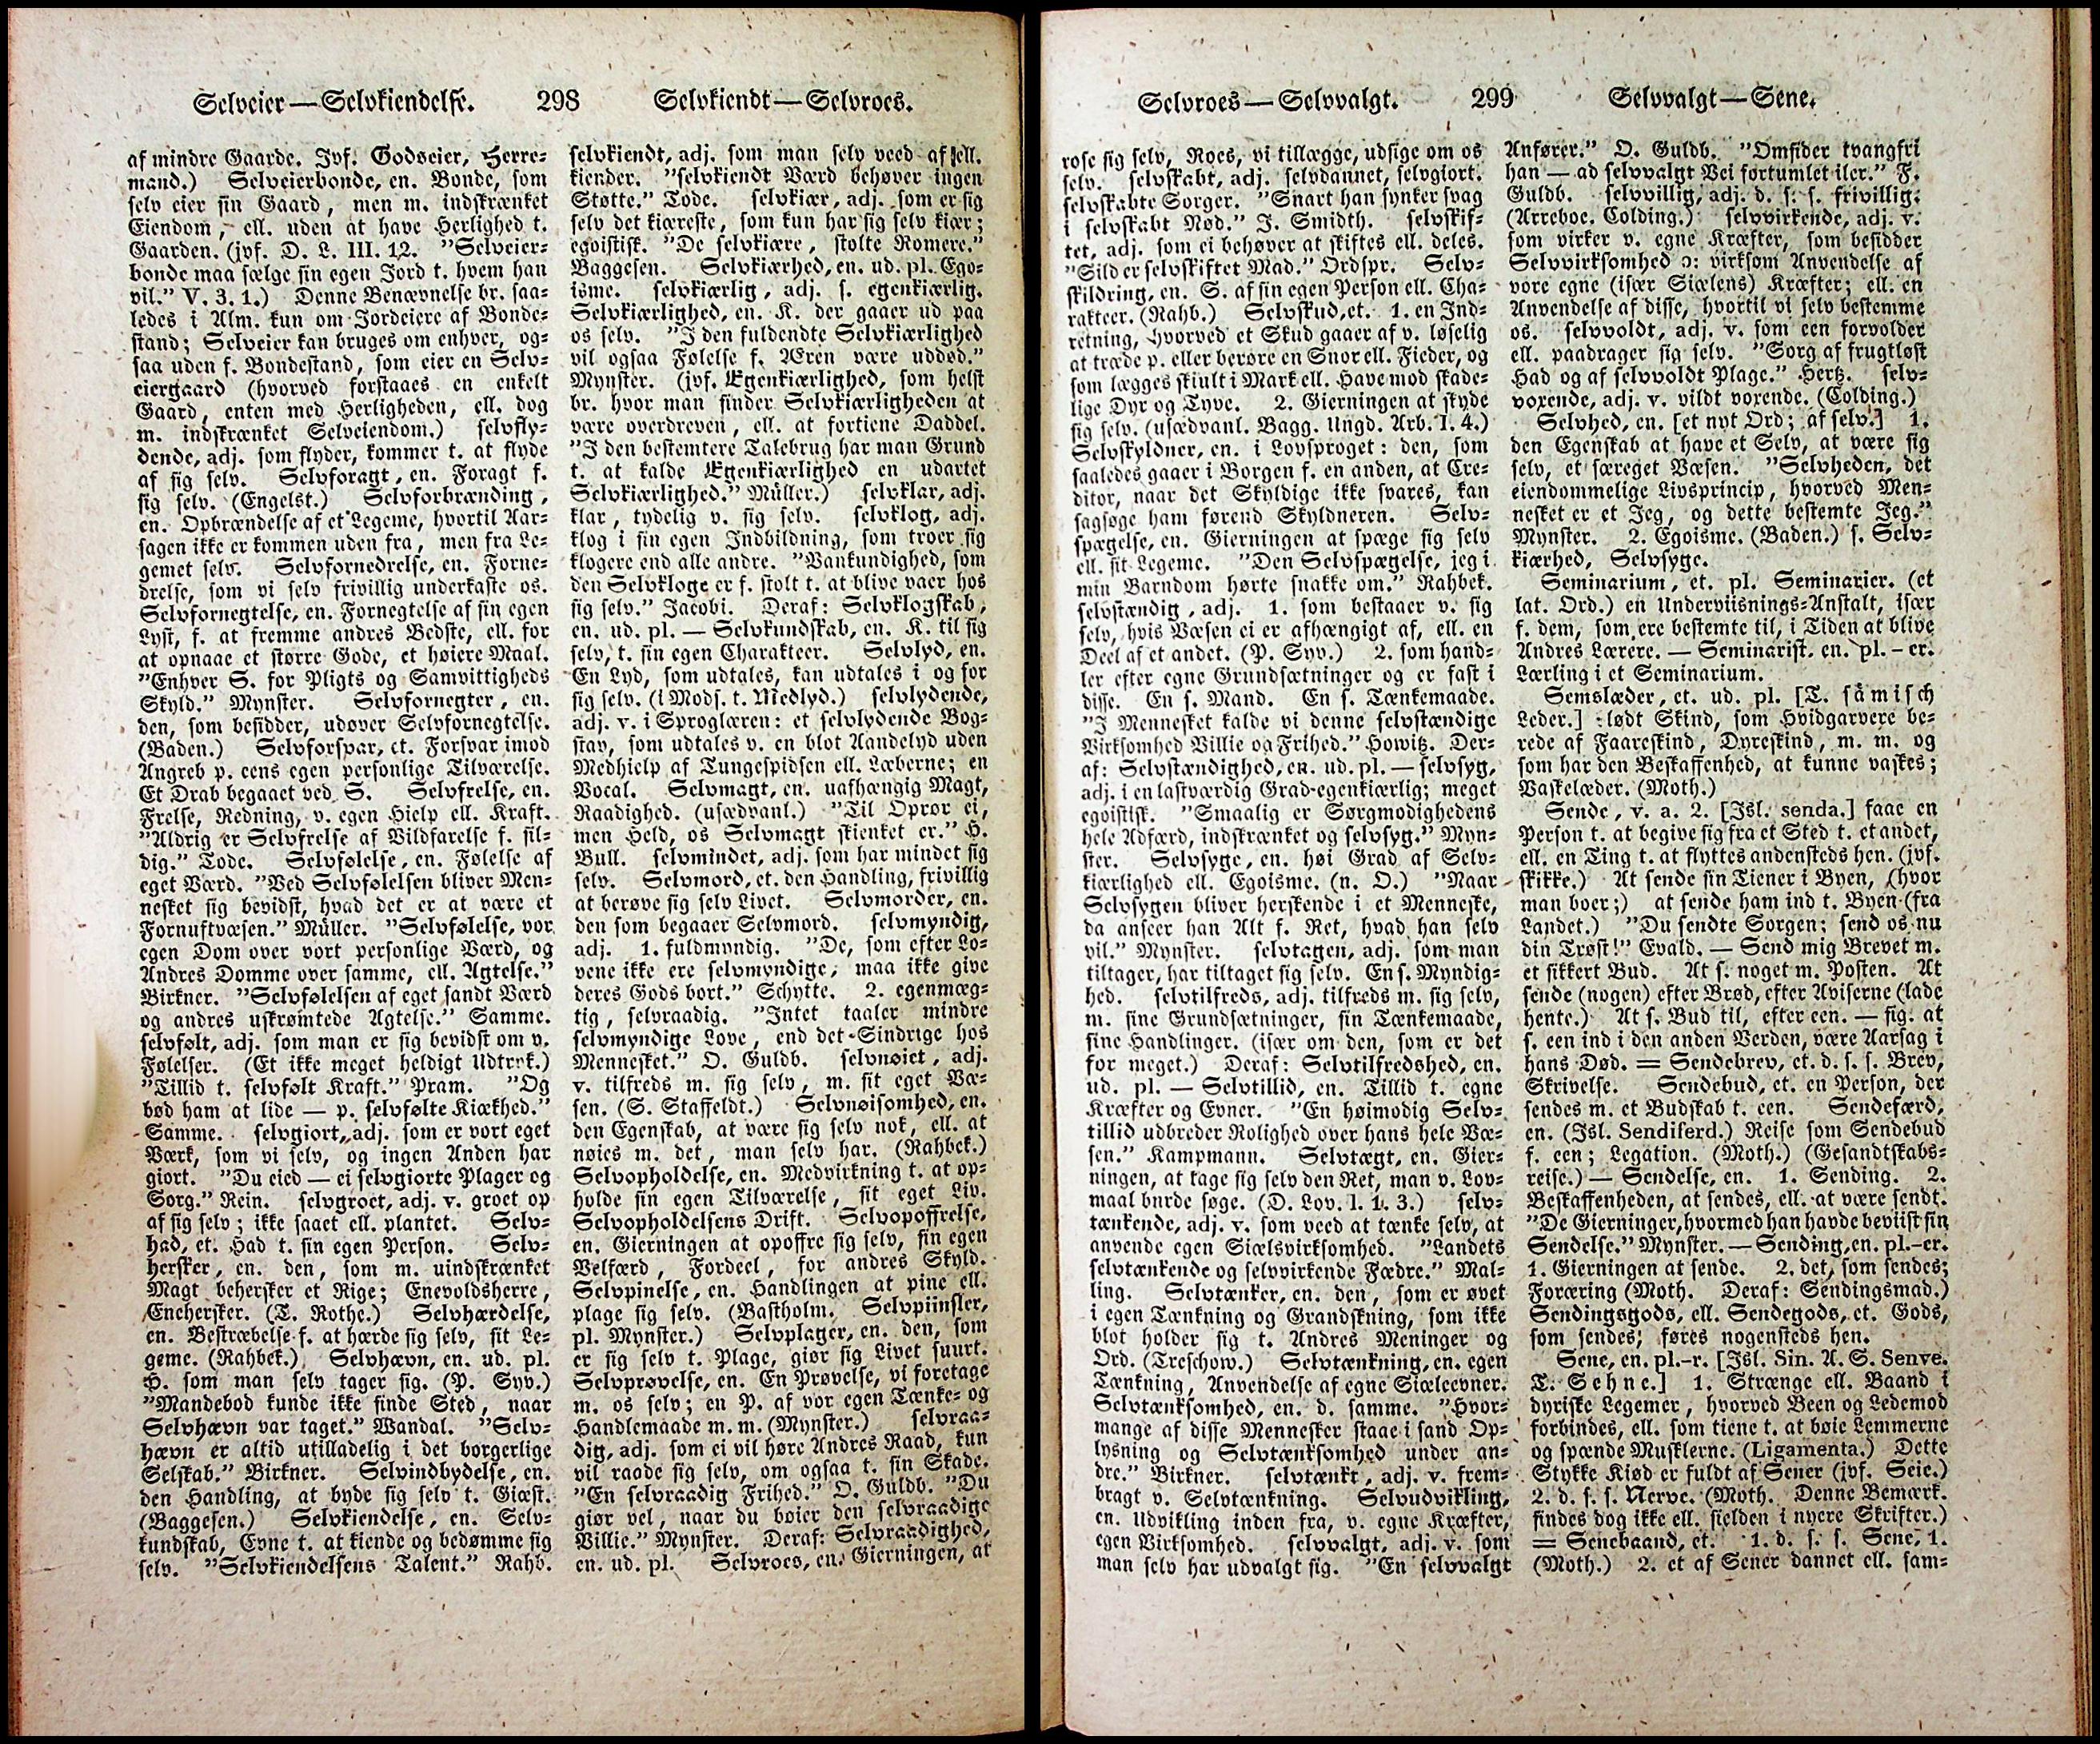 Selveier — Selvkiendelse. 298 Selvkiendt — Selvroes.
af mindre Gaarde. Jvf. Godseier, Herre-
mand.) Selveierbonde, en. Bonde, som
selv eier sin Gaard, men m. indskrænket
Eiendom, ell. uden at have Herlighed t.
Gaarden. (jvf. D. L. III. 12. "Selveier-
bonde maa sælge sin egen Jord t. hvem han
vil." V. 3. 1.) Denne Benævnelse br. saa-
ledes i Alm. kun om Jordeiere af Bonde-
stand; Selveier kan bruges om enhver, og-
saa uden f. Bondestand, som eier en Selv-
eiergaard (hvorved forstaaes en enkelt
Gaard, enten med Herligheden, ell. dog
m. indskrænket Selveiendom.) selvfly-
dende, adj. som flyder, kommer t. at flyde
af sig selv. Selvforagt, en. Foragt f.
sig selv. (Engelst.) Selvforbrænding,
en. Opbrændelse af et Legeme, hvortil Aar-
sagen ikke er kommen uden fra, men fra Le-
gemet selv. Selvfornedrelse, en. Forne-
drelse, som vi selv frivillig underkaste os.
Selvfornegtelse, en. Fornegtelse af sin egen
Lyst, f. at fremme andres Bedste, ell. for
at opnaae et større Gode, et høiere Maal.
"Enhver S. for Pligts og Samvittigheds
Skyld." Mynster. Selvfornegter, en.
den, som besidder, udøver Selvfornegtelse.
(Baden.) Selvforsvar, et. Forsvar imod
Angreb p. eens egen personlige Tilværelse.
Et Drab begaaet ved S. Selvfrelse, en.
Frelse, Redning, v. egen Hielp ell. Kraft.
"Aldrig er Selvfrelse af Vildfarelse f. sil-
dig." Tode. Selvfølelse, en. Følelse af
eget Værd. "Ved Selvfølelsen bliver Men-
nesket sig bevidst, hvad det er at være et
Fornuftvæsen." Müller. "Selvfølelse, vor
egen Dom over vort personlige Værd, og
Andres Domme over samme, ell. Agtelse."
Birkner. "Selvfølelsen af eget sandt Værd
og andres uskrømtede Agtelse." Samme.
selvfølt, adj. som man er sig bevidst om v.
Følelser. (Et ikke meget heldigt Udtryk.)
"Tillid t. selvfølt Kraft." Pram. "Og
bød ham at lide — p. selvfølte Kiækhed."
Samme. selvgiort, adj. som er vort eget
Værk, som vi selv, og ingen Anden har
giort. "Du eied — ei selvgiorte Plager og
Sorg." Rein. selvgroet, adj. v. groet op
af sig selv; ikke saaet ell. plantet. Selv-
had, et. Had t. sin egen Person. Selv-
hersker, en. den, som m. uindskrænket
Magt behersker et Rige; Enevoldsherre,
Enehersker. (T. Rothe.) Selvhærdelse,
en. Bestræbelse f. at hærde sig selv, sit Le-
geme. (Rahbek.) Selvhævn, en. ud. pl.
H. som man selv tager sig. (P. Syv.)
"Mandebod kunde ikke finde Sted, naar
Selvhævn var taget." Wandal. "Selv-
hævn er altid utilladelig i det borgerlige
Selskab." Birkner. Selvindbydelse, en.
den Handling, at byde sig selv t. Giæst.
(Baggesen.) Selvkiendelse, en. Selv-
kundskab, Evne t. at kiende og bedømme sig
selv. "Selvkiendelsens Talent." Rahb.
selvkiendt, adj. som man selv veed af ell.
kiender. "selvkiendt Værd behøver ingen
Støtte." Tode. selvkiær, adj. som er sig
selv det kiæreste, som kun har sig selv kiær;
egoistisk. "De selvkiære, stolte Romere."
Baggesen. Selvkiærhed, en. ud. pl. Ego-
isme. selvkiærlig, adj. s. egenkiærlig.
Selvkiærlighed, en. K. der gaaer ud paa
os selv. "I den fuldendte Selvkiærlighed
vil ogsaa Følelse f. Æren være uddød."
Mynster. (jvf. Egenkiærlighed, som helst
br. hvor man finder Selvkiærligheden at
være overdreven, ell. at fortiene Daddel.
"I den bestemtere Talebrug har man Grund
t. at kalde Egenkiærlighed en udartet
Selvkiærlighed." Müller.) selvklar, adj.
klar, tydelig v. sig selv. selvklog, adj.
klog i sin egen Indbildning, som troer sig
klogere end alle andre. "Vankundighed, som
den Selvkloge er f. stolt t. at blive vaer hos
sig selv." Jacobi. Deraf: Selvklogskab,
en. ud. pl. — Selvkundskab, en. K. til sig
selv, t. sin egen Charakteer. Selvlyd, en.
En Lyd, som udtales, kan udtales i og for
sig selv. (i Mods. t. Medlyd.) selvlydende,
adj. v. i Sproglæren: et selvlydende Bog-
stav, som udtales v. en blot Aandelyd uden
Medhielp af Tungespidsen ell. Læberne; en
Vocal. Selvmagt, en. uafhængig Magt,
Raadighed. (usædvanl.) "Til Oprør ei,
men Held, os Selvmagt skienket er." H.
Bull. selvmindet, adj. som har mindet sig
selv. Selvmord, et. den Handling, frivillig
at berøve sig selv Livet. Selvmorder, en.
den som begaaer Selvmord. selvmyndig,
adj. 1. fuldmyndig. "De, som efter Lo-
vene ikke ere selvmyndige, maa ikke give
deres Gods bort." Schytte. 2. egenmæg-
tig, selvraadig. "Intet taaler mindre
selvmyndige Love, end det Sindrige hos
Mennesket." O. Guldb. selvnøiet, adj.
v. tilfreds m. sig selv, m. sit eget Væ-
sen. (S. Staffeldt.) Selvnøisomhed, en.
den Egenskab, at være sig selv nok, ell. at
nøies m. det, man selv har. (Rahbek.)
Selvopholdelse, en. Medvirkning t. at op-
holde sin egen Tilværelse, sit eget Liv.
Selvopholdelsens Drift. Selvopoffrelse,
en. Gierningen at opoffre sig selv, sin egen
Velfærd, Fordeel, for andres Skyld.
Selvpinelse, en. Handlingen at pine ell.
plage sig selv. (Bastholm. Selvpiinsler,
pl. Mynster.) Selvplager, en. den, som
er sig selv t. Plage, giør sig Livet suurt.
Selvprøvelse, en. En Prøvelse, vi foretage
m. os selv; en P. af vor egen Tænke- og
Handlemaade m. m. (Mynster.) selvraa-
dig, adj. som ei vil høre Andres Raad, kun
vil raade sig selv, om ogsaa t. sin Skade.
"En selvraadig Frihed." O. Guldb. "Du
giør vel, naar du bøier den selvraadige
Villie." Mynster. Deraf: Selvraadighed,
en. ud. pl. Selvroes, en. Gierningen, at
Selvroes — Selvvalgt. 299 Selvvalgt — Sene.
rose sig selv, Roes, vi tillægge, udsige om os
selv. selvskabt, adj. selvdannet, selvgiort.
selvskabte Sorger. "Snart han synker svag
i selvskabt Nød." J. Smidth. selvskif-
tet, adj. som ei behøver at skiftes ell. deles.
"Sild er selvskiftet Mad." Ordspr. Selv-
skildring, en. S. af sin egen Person ell. Cha-
rakteer. (Rahb.) Selvskud, et. 1. en Ind-
retning, hvorved et Skud gaaer af v. løselig
at træde p. eller berøre en Snor ell. Fieder, og
som lægges skiult i Mark ell. Have mod skade-
lige Dyr og Tyve. 2. Gierningen at skyde
sig selv. (usædvanl. Bagg. Ungd. Arb. I. 4.)
Selvskyldner, en. i Lovsproget: den, som
saaledes gaaer i Borgen f. en anden, at Cre-
ditor, naar det Skyldige ikke svares, kan
sagsøge ham førend Skyldneren. Selv-
spægelse, en. Gierningen at spæge sig selv
ell. sit Legeme. "Den Selvspægelse, jeg i
min Barndom hørte snakke om." Rahbek.
selvstændig, adj. 1. som bestaaer v. sig
selv, hvis Væsen ei er afhængigt af, ell. en
Deel af et andet. (P. Syv.) 2. som hand-
ler efter egne Grundsætninger og er fast i
disse. En s. Mand. En s. Tænkemaade.
"I Mennesket kalde vi denne selvstændige
Virksomhed Villie og Frihed." Howitz. Der-
af: Selvstændighed, en. ud. pl. — selvsyg,
adj. i en lastværdig Grad egenkiærlig; meget
egoistisk. "Smaalig er Sørgmodighedens
hele Adfærd, indskrænket og selvsyg." Myn-
ster. Selvsyge, en. høi Grad af Selv-
kiærlighed ell. Egoisme. (n. O.) "Naar
Selvsygen bliver herskende i et Menneske,
da anseer han Alt f. Ret, hvad han selv
vil." Mynster. selvtagen, adj. som man
tiltager, har tiltaget sig selv. En s. Myndig-
hed. selvtilfreds, adj. tilfreds m. sig selv,
m. sine Grundsætninger, sin Tænkemaade,
sine Handlinger. (især om den, som er det
for meget.) Deraf: Selvtilfredshed, en.
ud. pl. — Selvtillid, en. Tillid t. egne
Kræfter og Evner. "En høimodig Selv-
tillid udbreder Rolighed over hans hele Væ-
sen." Kampmann. Selvtægt, en. Gier-
ningen, at tage sig selv den Ret, man v. Lov-
maal burde søge. (D. Lov. 1. 1. 3.) selv-
tænkende, adj. v. som veed at tænke selv, at
anvende egen Siælsvirksomhed. "Landets
selvtænkende og selvvirkende Fædre." Mal-
ling. Selvtænker, en. den, som er øvet
i egen Tænkning og Grandskning, som ikke
blot holder sig t. Andres Meninger og
Ord. (Treschow.) Selvtænkning, en. egen
Tænkning, Anvendelse af egne Siæleevner.
Selvtænksomhed, en. d. samme. "Hvor-
mange af disse Mennesker staae i sand Op-
lysning og Selvtænksomhed under an-
dre." Birkner. selvtænkt, adj. v. frem-
bragt v. Selvtænkning. Selvudvikling,
en. Udvikling inden fra, v. egne Kræfter,
egen Virksomhed. selvvalgt, adj. v. som
man selv har udvalgt sig. "En selvvalgt
Anfører." O. Guldb. "Omsider tvangfri
han — ad selvvalgt Vei fortumlet iler." F.
Guldb. selvvillig, adj. d. s. s. frivillig.
(Arreboe. Colding.) selvvirkende, adj. v.
som virker v. egne Kræfter, som besidder
Selvvirksomhed ɔ: virksom Anvendelse af
vore egne (især Siælens) Kræfter; ell. en
Anvendelse af disse, hvortil vi selv bestemme
os. selvvoldt, adj. v. som een forvolder
ell. paadrager sig selv. "Sorg af frugtløst
Had og af selvvoldt Plage." Hertz. selv-
voxende, adj. v. vildt voxende. (Colding.)
Selvhed, en. [et nyt Ord; af selv.] 1.
den Egenskab at have et Selv, at være sig
selv, et særeget Væsen. "Selvheden, det
eiendommelige Livsprincip, hvorved Men-
nesket er et Jeg, og dette bestemte Jeg."
Mynster. 2. Egoisme. (Baden.) s. Selv-
kiærhed, Selvsyge.
Seminarium, et. pl. Seminarier. (et
lat. Ord.) en Underviisnings-Anstalt, især
f. dem, som ere bestemte til, i Tiden at blive
Andres Lærere. — Seminarist, en. pl. -er.
Lærling i et Seminarium.
Semslæder, et. ud. pl. [T. sämisch
Leder.] lødt Skind, som Hvidgarvere be-
rede af Faareskind, Dyreskind, m. m. og
som har den Beskaffenhed, at kunne vaskes;
Vaskelæder. (Moth.)
Sende, v. a. 2. [Isl. senda.] faae en
Person t. at begive sig fra et Sted t. et andet,
ell. en Ting t. at flyttes andensteds hen. (jvf.
skikke.) At sende sin Tiener i Byen, (hvor
man boer;) at sende ham ind t. Byen (fra
Landet.) "Du sendte Sorgen; send os nu
din Trøst!" Evald. — Send mig Brevet m.
et sikkert Bud. At s. noget m. Posten. At
sende (nogen) efter Brød, efter Aviserne (lade
hente.) At s. Bud til, efter een. — fig. at
s. een ind i den anden Verden, være Aarsag i
hans Død. = Sendebrev, et. d. s. s. Brev,
Skrivelse. Sendebud, et. en Person, der
sendes m. et Budskab t. een. Sendefærd,
en. (Isl. Sendiferd.) Reise som Sendebud
f. een; Legation. (Moth.) (Gesandtskabs-
reise.) — Sendelse, en. 1. Sending. 2.
Beskaffenheden, at sendes, ell. at være sendt.
"De Gierninger, hvormed han havde beviist sin
Sendelse." Mynster. — Sending, en. pl.-er.
1. Gierningen at sende. 2. det, som sendes;
Foræring (Moth. Deraf: Sendingsmad.)
Sendingsgods, ell. Sendegods, et. Gods,
som sendes, føres nogensteds hen.
Sene, en. pl.-r. [Isl. Sin. A. S. Senve.
T. Sehne.] 1. Strænge ell. Baand i
dyriske Legemer, hvorved Been og Ledemod
forbindes, ell. som tiene t. at bøie Lemmerne
og spænde Musklerne. (Ligamenta.) Dette
Stykke Kiød er fuldt af Sener (jvf. Seie.)
2. d. s. s. Nerve. (Moth. Denne Bemærk.
findes dog ikke ell. sielden i nyere Skrifter.)
= Senebaand, et. 1. d. s. s. Sene, 1.
(Moth.) 2. et af Sener dannet ell. sam-